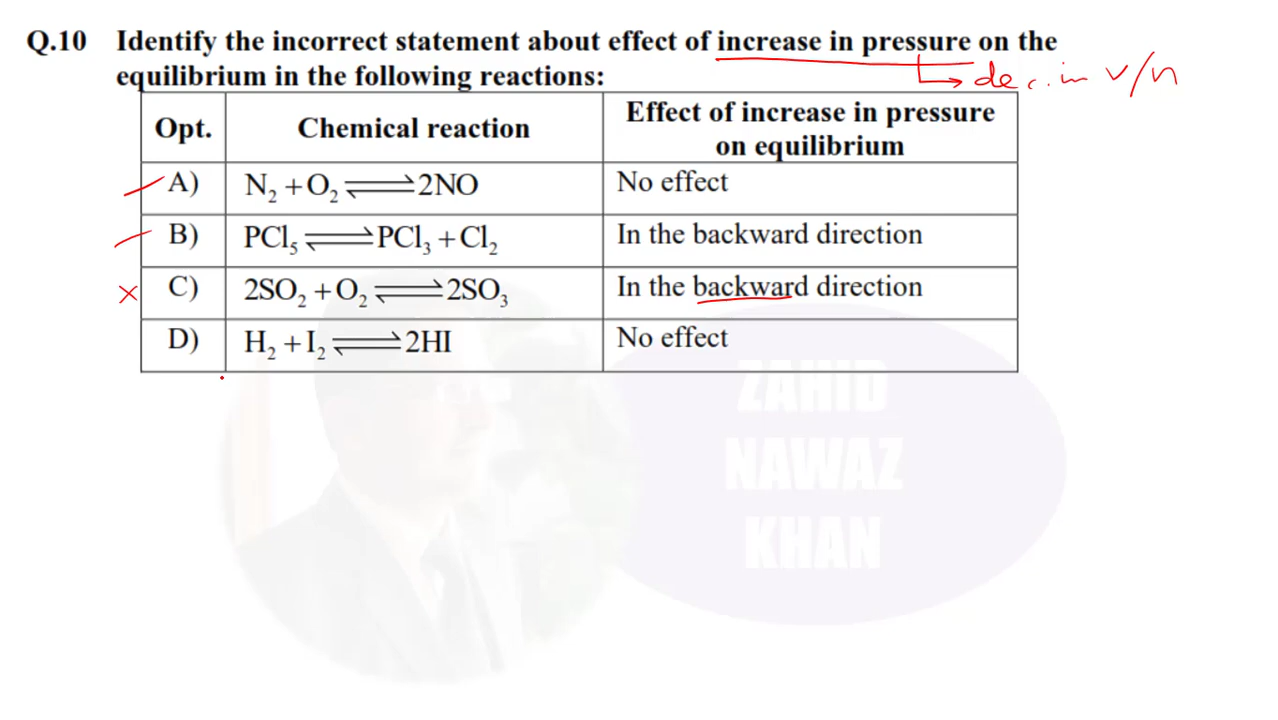 Q.10 Identify the incorrect statement about effect of increase in pressure on the
equilibrium in the following reactions:
→ dec. in v/n
Opt. Chemical reaction Effect of increase in pressure on equilibrium
A) N₂ + O₂ ⇌ 2NO No effect
B) PCl₅ ⇌ PCl₃ + Cl₂ In the backward direction
C) 2SO₂ + O₂ ⇌ 2SO₃ In the backward direction
D) H₂ + I₂ ⇌ 2HI No effect
ZAHID
NAWAZ
KHAN